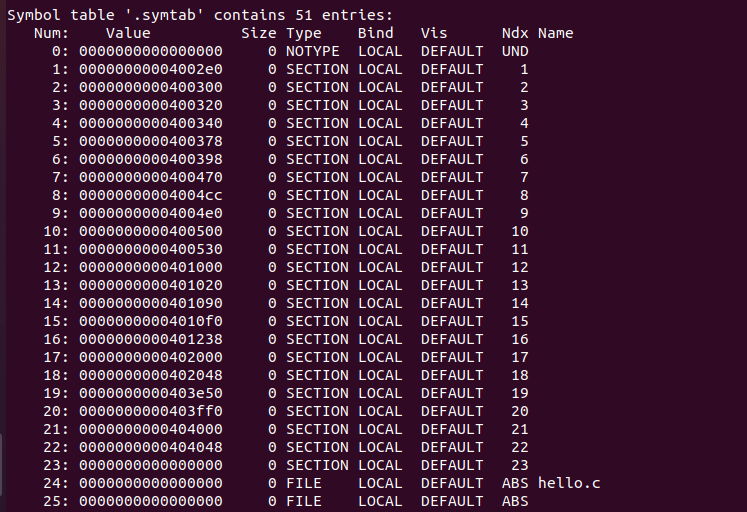 Symbol table '.symtab' contains 51 entries:
   Num:    Value          Size Type    Bind   Vis      Ndx Name
     0: 0000000000000000     0 NOTYPE  LOCAL  DEFAULT  UND
     1: 00000000004002e0     0 SECTION LOCAL  DEFAULT    1
     2: 0000000000400300     0 SECTION LOCAL  DEFAULT    2
     3: 0000000000400320     0 SECTION LOCAL  DEFAULT    3
     4: 0000000000400340     0 SECTION LOCAL  DEFAULT    4
     5: 0000000000400378     0 SECTION LOCAL  DEFAULT    5
     6: 0000000000400398     0 SECTION LOCAL  DEFAULT    6
     7: 0000000000400470     0 SECTION LOCAL  DEFAULT    7
     8: 00000000004004cc     0 SECTION LOCAL  DEFAULT    8
     9: 00000000004004e0     0 SECTION LOCAL  DEFAULT    9
    10: 0000000000400500     0 SECTION LOCAL  DEFAULT   10
    11: 0000000000400530     0 SECTION LOCAL  DEFAULT   11
    12: 0000000000401000     0 SECTION LOCAL  DEFAULT   12
    13: 0000000000401020     0 SECTION LOCAL  DEFAULT   13
    14: 0000000000401090     0 SECTION LOCAL  DEFAULT   14
    15: 00000000004010f0     0 SECTION LOCAL  DEFAULT   15
    16: 0000000000401238     0 SECTION LOCAL  DEFAULT   16
    17: 0000000000402000     0 SECTION LOCAL  DEFAULT   17
    18: 0000000000402048     0 SECTION LOCAL  DEFAULT   18
    19: 0000000000403e50     0 SECTION LOCAL  DEFAULT   19
    20: 0000000000403ff0     0 SECTION LOCAL  DEFAULT   20
    21: 0000000000404000     0 SECTION LOCAL  DEFAULT   21
    22: 0000000000404048     0 SECTION LOCAL  DEFAULT   22
    23: 0000000000000000     0 SECTION LOCAL  DEFAULT   23
    24: 0000000000000000     0 FILE    LOCAL  DEFAULT  ABS hello.c
    25: 0000000000000000     0 FILE    LOCAL  DEFAULT  ABS